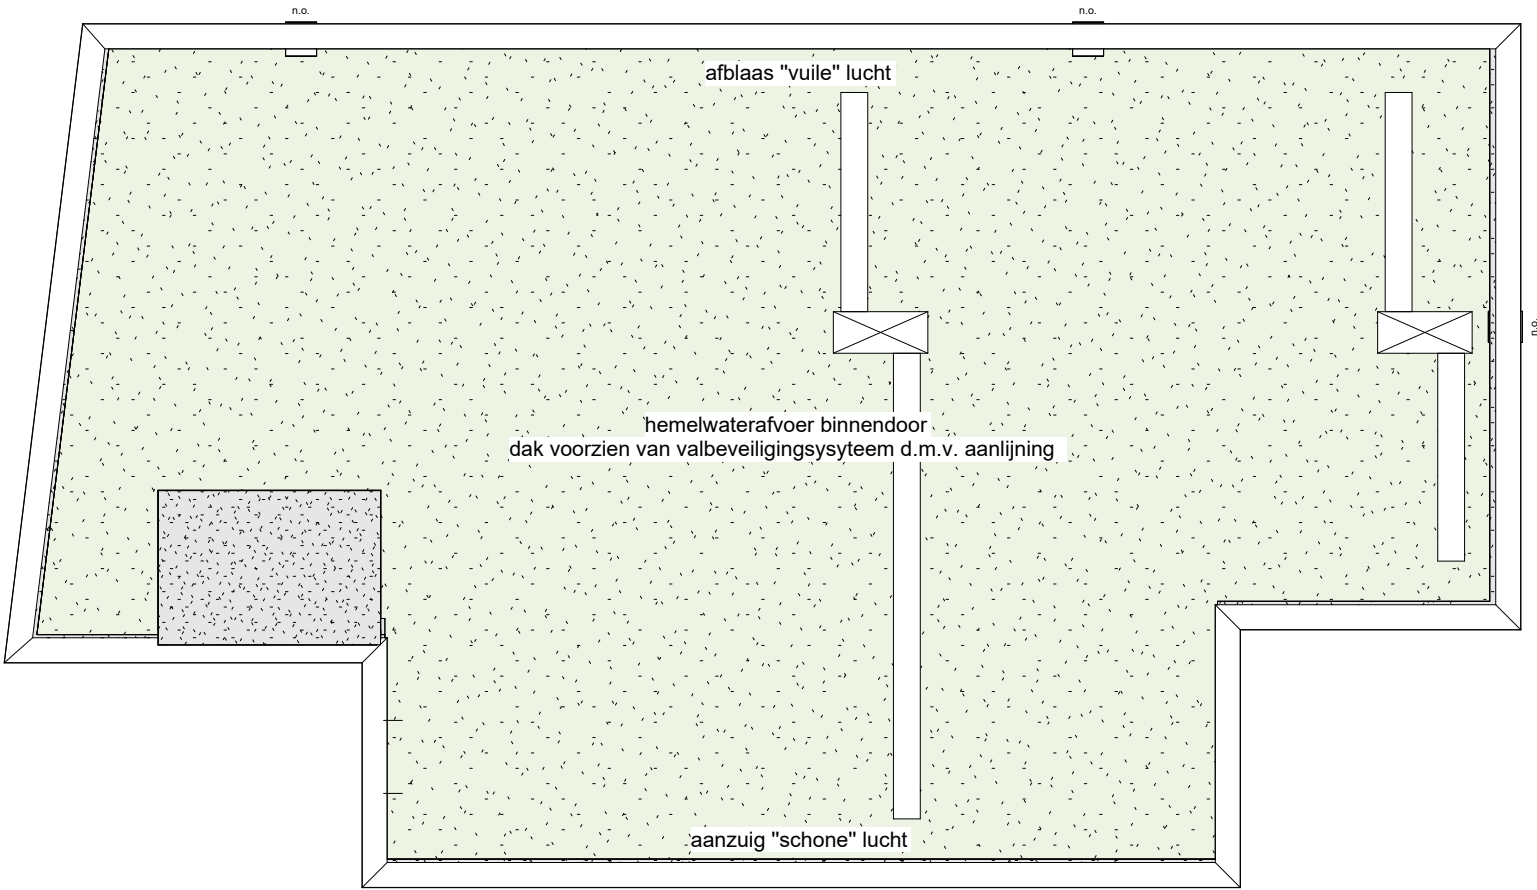 n.o.
n.o.
afblaas "vuile" lucht
n.o.
hemelwaterafvoer binnendoor
dak voorzien van valbeveiligingsysyteem d.m.v. aanlijning
aanzuig "schone" lucht